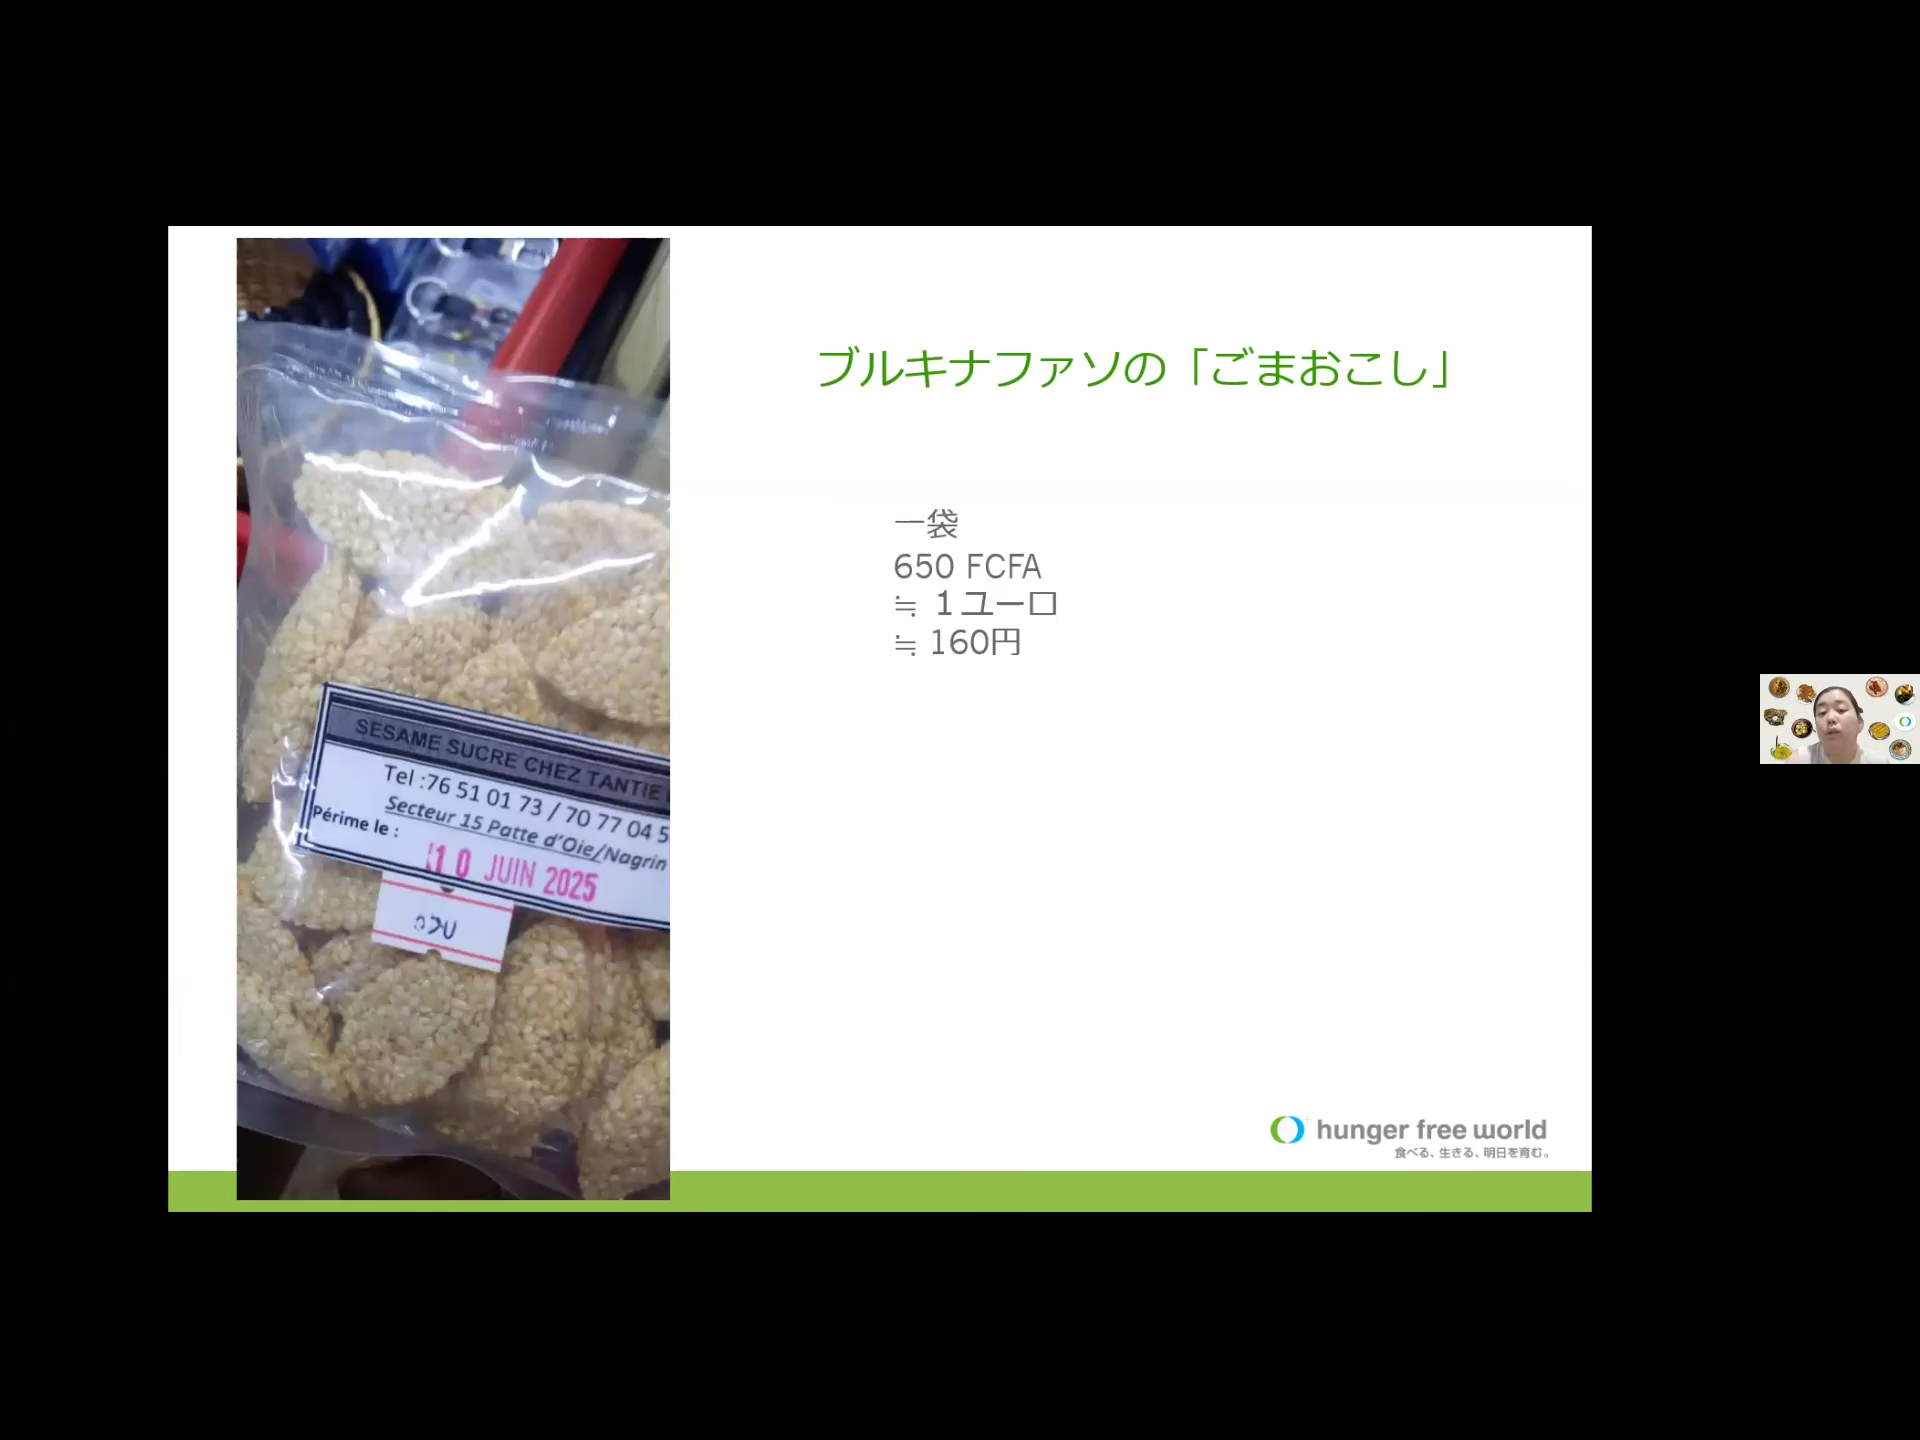 ブルキナファソの「ごまおこし」
一袋
650 FCFA
≒ １ユーロ
≒ 160円
SESAME SUCRE CHEZ TANTIE
Tel :76 51 01 73 / 70 77 04 5
Secteur 15 Patte d'Oie/Nagrin
Périme le :
10 JUIN 2025
hunger free world
食べる、生きる、明日を育む。